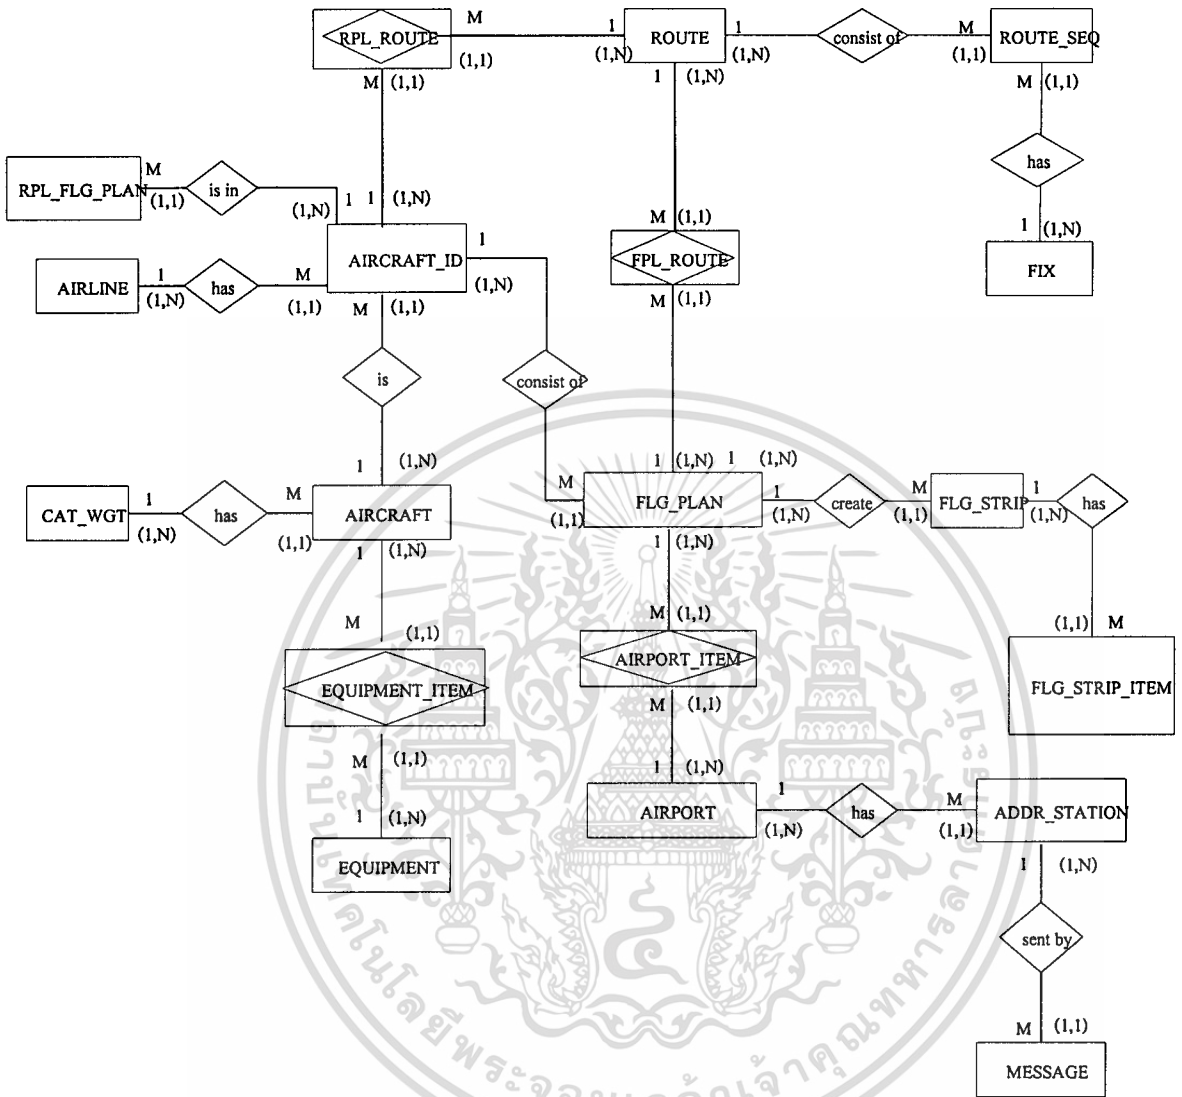 M
1
1
M
RPL_ROUTE
ROUTE
consist of
ROUTE_SEQ
(1,1)
(1,N)
(1,N)
(1,1)
M
(1,1)
1
(1,N)
M
(1,1)
M
RPL_FLG_PLAN
is in
has
(1,1)
(1,N)
1
1
(1,N)
M
(1,1)
1
(1,N)
1
AIRCRAFT_ID
FPL_ROUTE
FIX
1
M
AIRLINE
has
(1,N)
(1,N)
(1,1)
M
(1,1)
M
(1,1)
is
consist of
1
(1,N)
1
(1,N)
1
(1,N)
M
1
M
1
M
1
CAT_WGT
has
AIRCRAFT
FLG_PLAN
create
FLG_STRIP
has
(1,N)
(1,1)
(1,1)
(1,N)
(1,1)
(1,N)
1
(1,N)
1
(1,N)
M
(1,1)
M
(1,1)
(1,1)
M
EQUIPMENT_ITEM
AIRPORT_ITEM
FLG_STRIP_ITEM
M
(1,1)
M
(1,1)
1
(1,N)
1
M
1
(1,N)
AIRPORT
has
ADDR_STATION
(1,N)
(1,1)
EQUIPMENT
1
(1,N)
sent by
M
(1,1)
MESSAGE